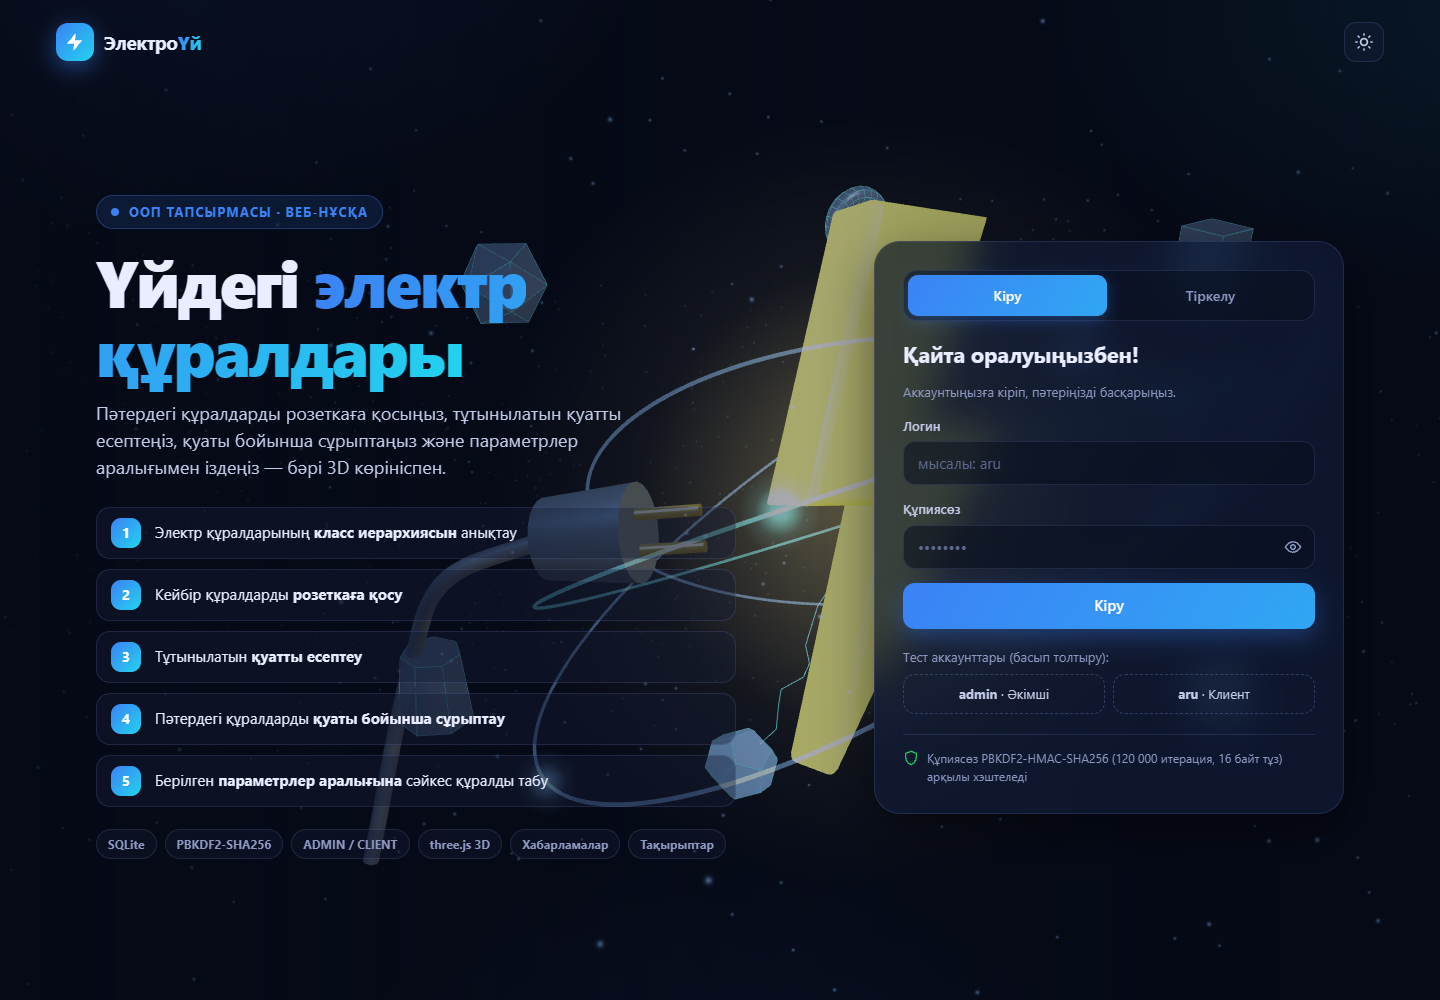 ЭлектроҮй
ООП ТАПСЫРМАСЫ · ВЕБ-НҰСҚА
Үйдегі электр
құралдары
Пәтердегі құралдарды розеткаға қосыңыз, тұтынылатын қуатты
есептеңіз, қуаты бойынша сұрыптаңыз және параметрлер
аралығымен іздеңіз — бәрі 3D көрініспен.
1 Электр құралдарының класс иерархиясын анықтау
2 Кейбір құралдарды розеткаға қосу
3 Тұтынылатын қуатты есептеу
4 Пәтердегі құралдарды қуаты бойынша сұрыптау
5 Берілген параметрлер аралығына сәйкес құралды табу
SQLite PBKDF2-SHA256 ADMIN / CLIENT three.js 3D Хабарламалар Тақырыптар
Кіру Тіркелу
Қайта оралуыңызбен!
Аккаунтыңызға кіріп, пәтеріңізді басқарыңыз.
Логин
мысалы: aru
Құпиясөз
••••••••
Кіру
Тест аккаунттары (басып толтыру):
admin · Әкімші aru · Клиент
Құпиясөз PBKDF2-HMAC-SHA256 (120 000 итерация, 16 байт тұз)
арқылы хэштеледі